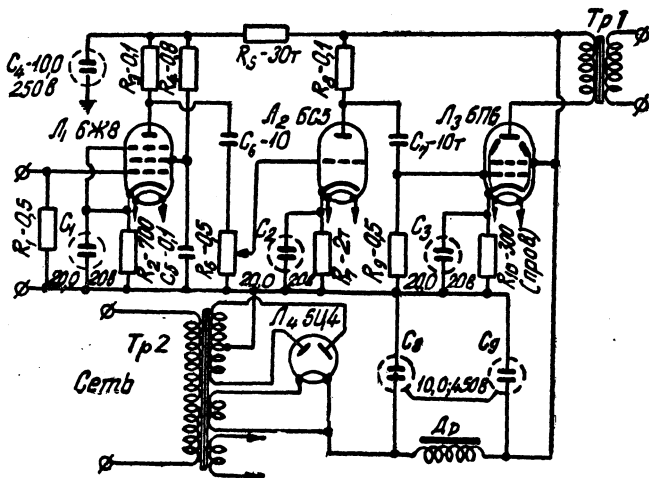 Тр1
C4-10,0
250в
R3-0,1
R4-0,8
R5-30т
R8-0,1
Л1 6Ж8
Л2 6С5
Л3 6П6
C6-10
C7-10т
R1-0,5
C1
20,0
20в
R2-700
C5-0,1
R6-0,5
C2
20,0
20в
R7-2т
R9-0,5
C3
20,0
20в
R10-300
(Спров)
Тр2
Сеть
Л4 5Ц4
C8
C9
10,0;450в
Др